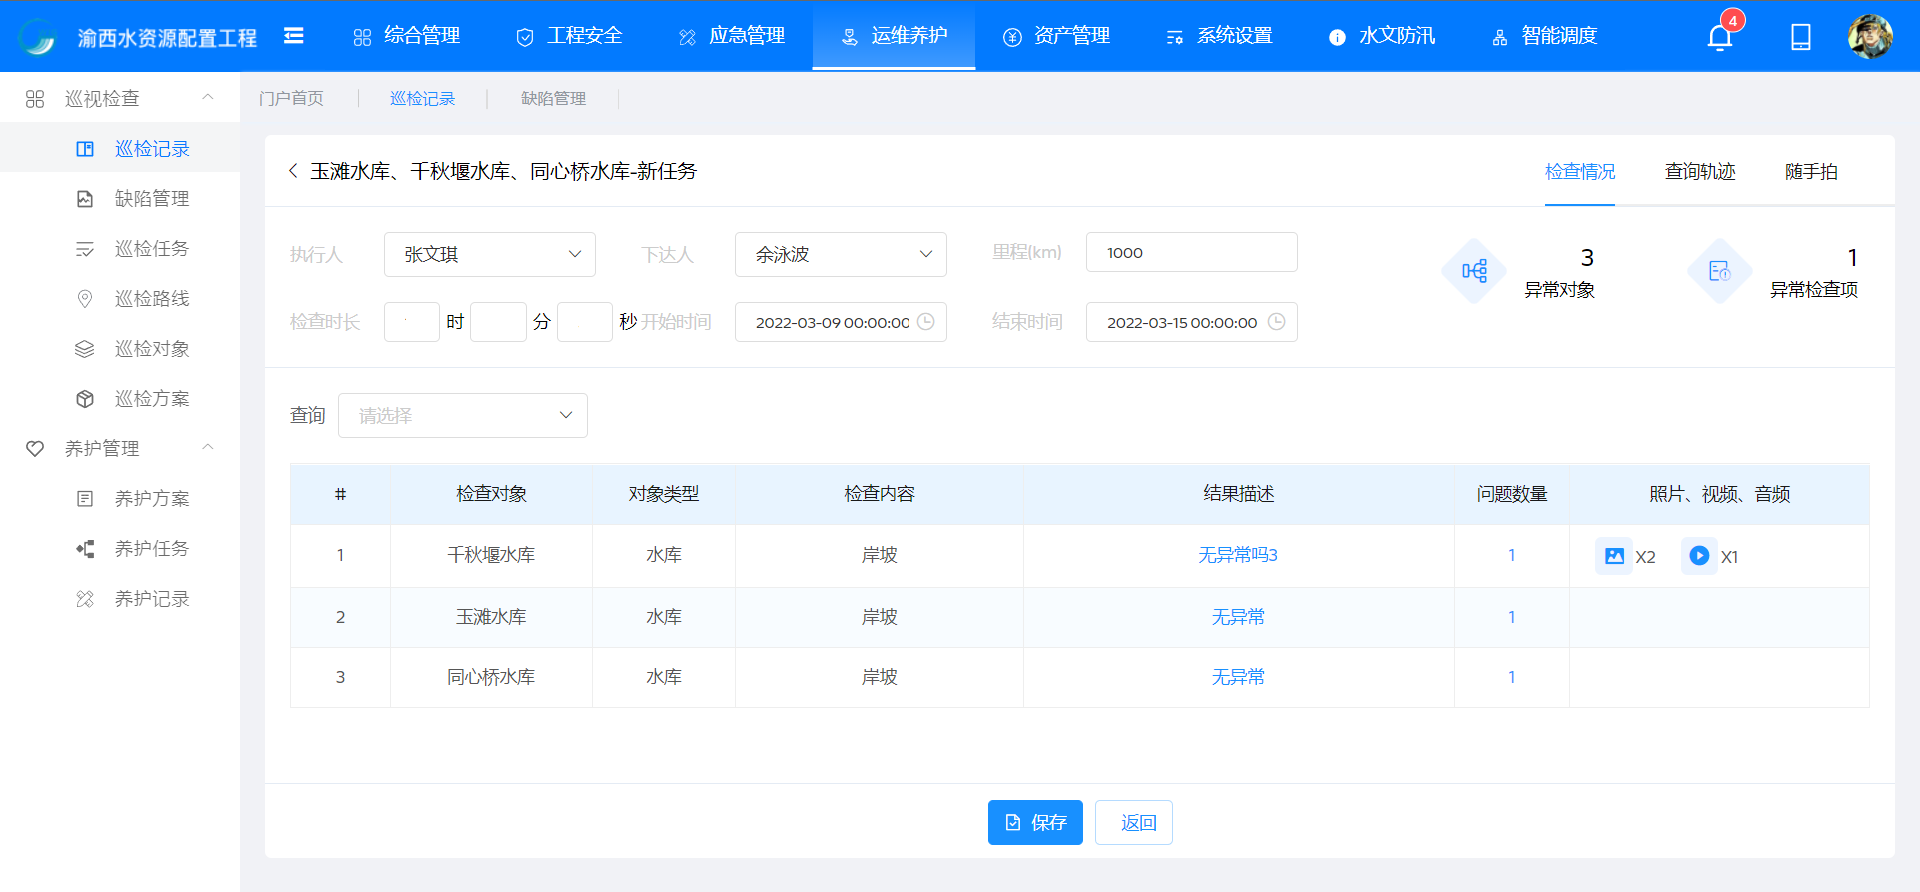 渝西水资源配置工程 综合管理 工程安全 应急管理 运维养护 资产管理 系统设置 水文防汛 智能调度 4
巡视检查
巡检记录
缺陷管理
巡检任务
巡检路线
巡检对象
巡检方案
养护管理
养护方案
养护任务
养护记录
门户首页 巡检记录 缺陷管理
玉滩水库、千秋堰水库、同心桥水库-新任务 检查情况 查询轨迹 随手拍
执行人 张文琪 下达人 余泳波 里程(km) 1000
检查时长 时 分 秒 开始时间 2022-03-09 00:00:00 结束时间 2022-03-15 00:00:00
3
异常对象
1
异常检查项
查询 请选择
# 检查对象 对象类型 检查内容 结果描述 问题数量 照片、视频、音频
1 千秋堰水库 水库 岸坡 无异常吗3 1 X2 X1
2 玉滩水库 水库 岸坡 无异常 1
3 同心桥水库 水库 岸坡 无异常 1
保存 返回